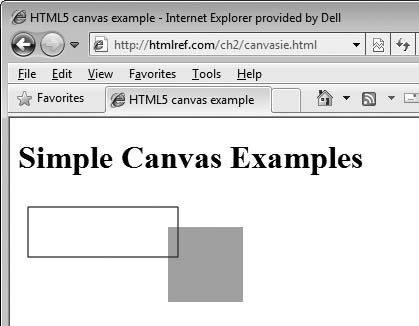 HTML5 canvas example - Internet Explorer provided by Dell
http://htmlref.com/ch2/canvasie.html
File Edit View Favorites Tools Help
Favorites HTML5 canvas example
Simple Canvas Examples